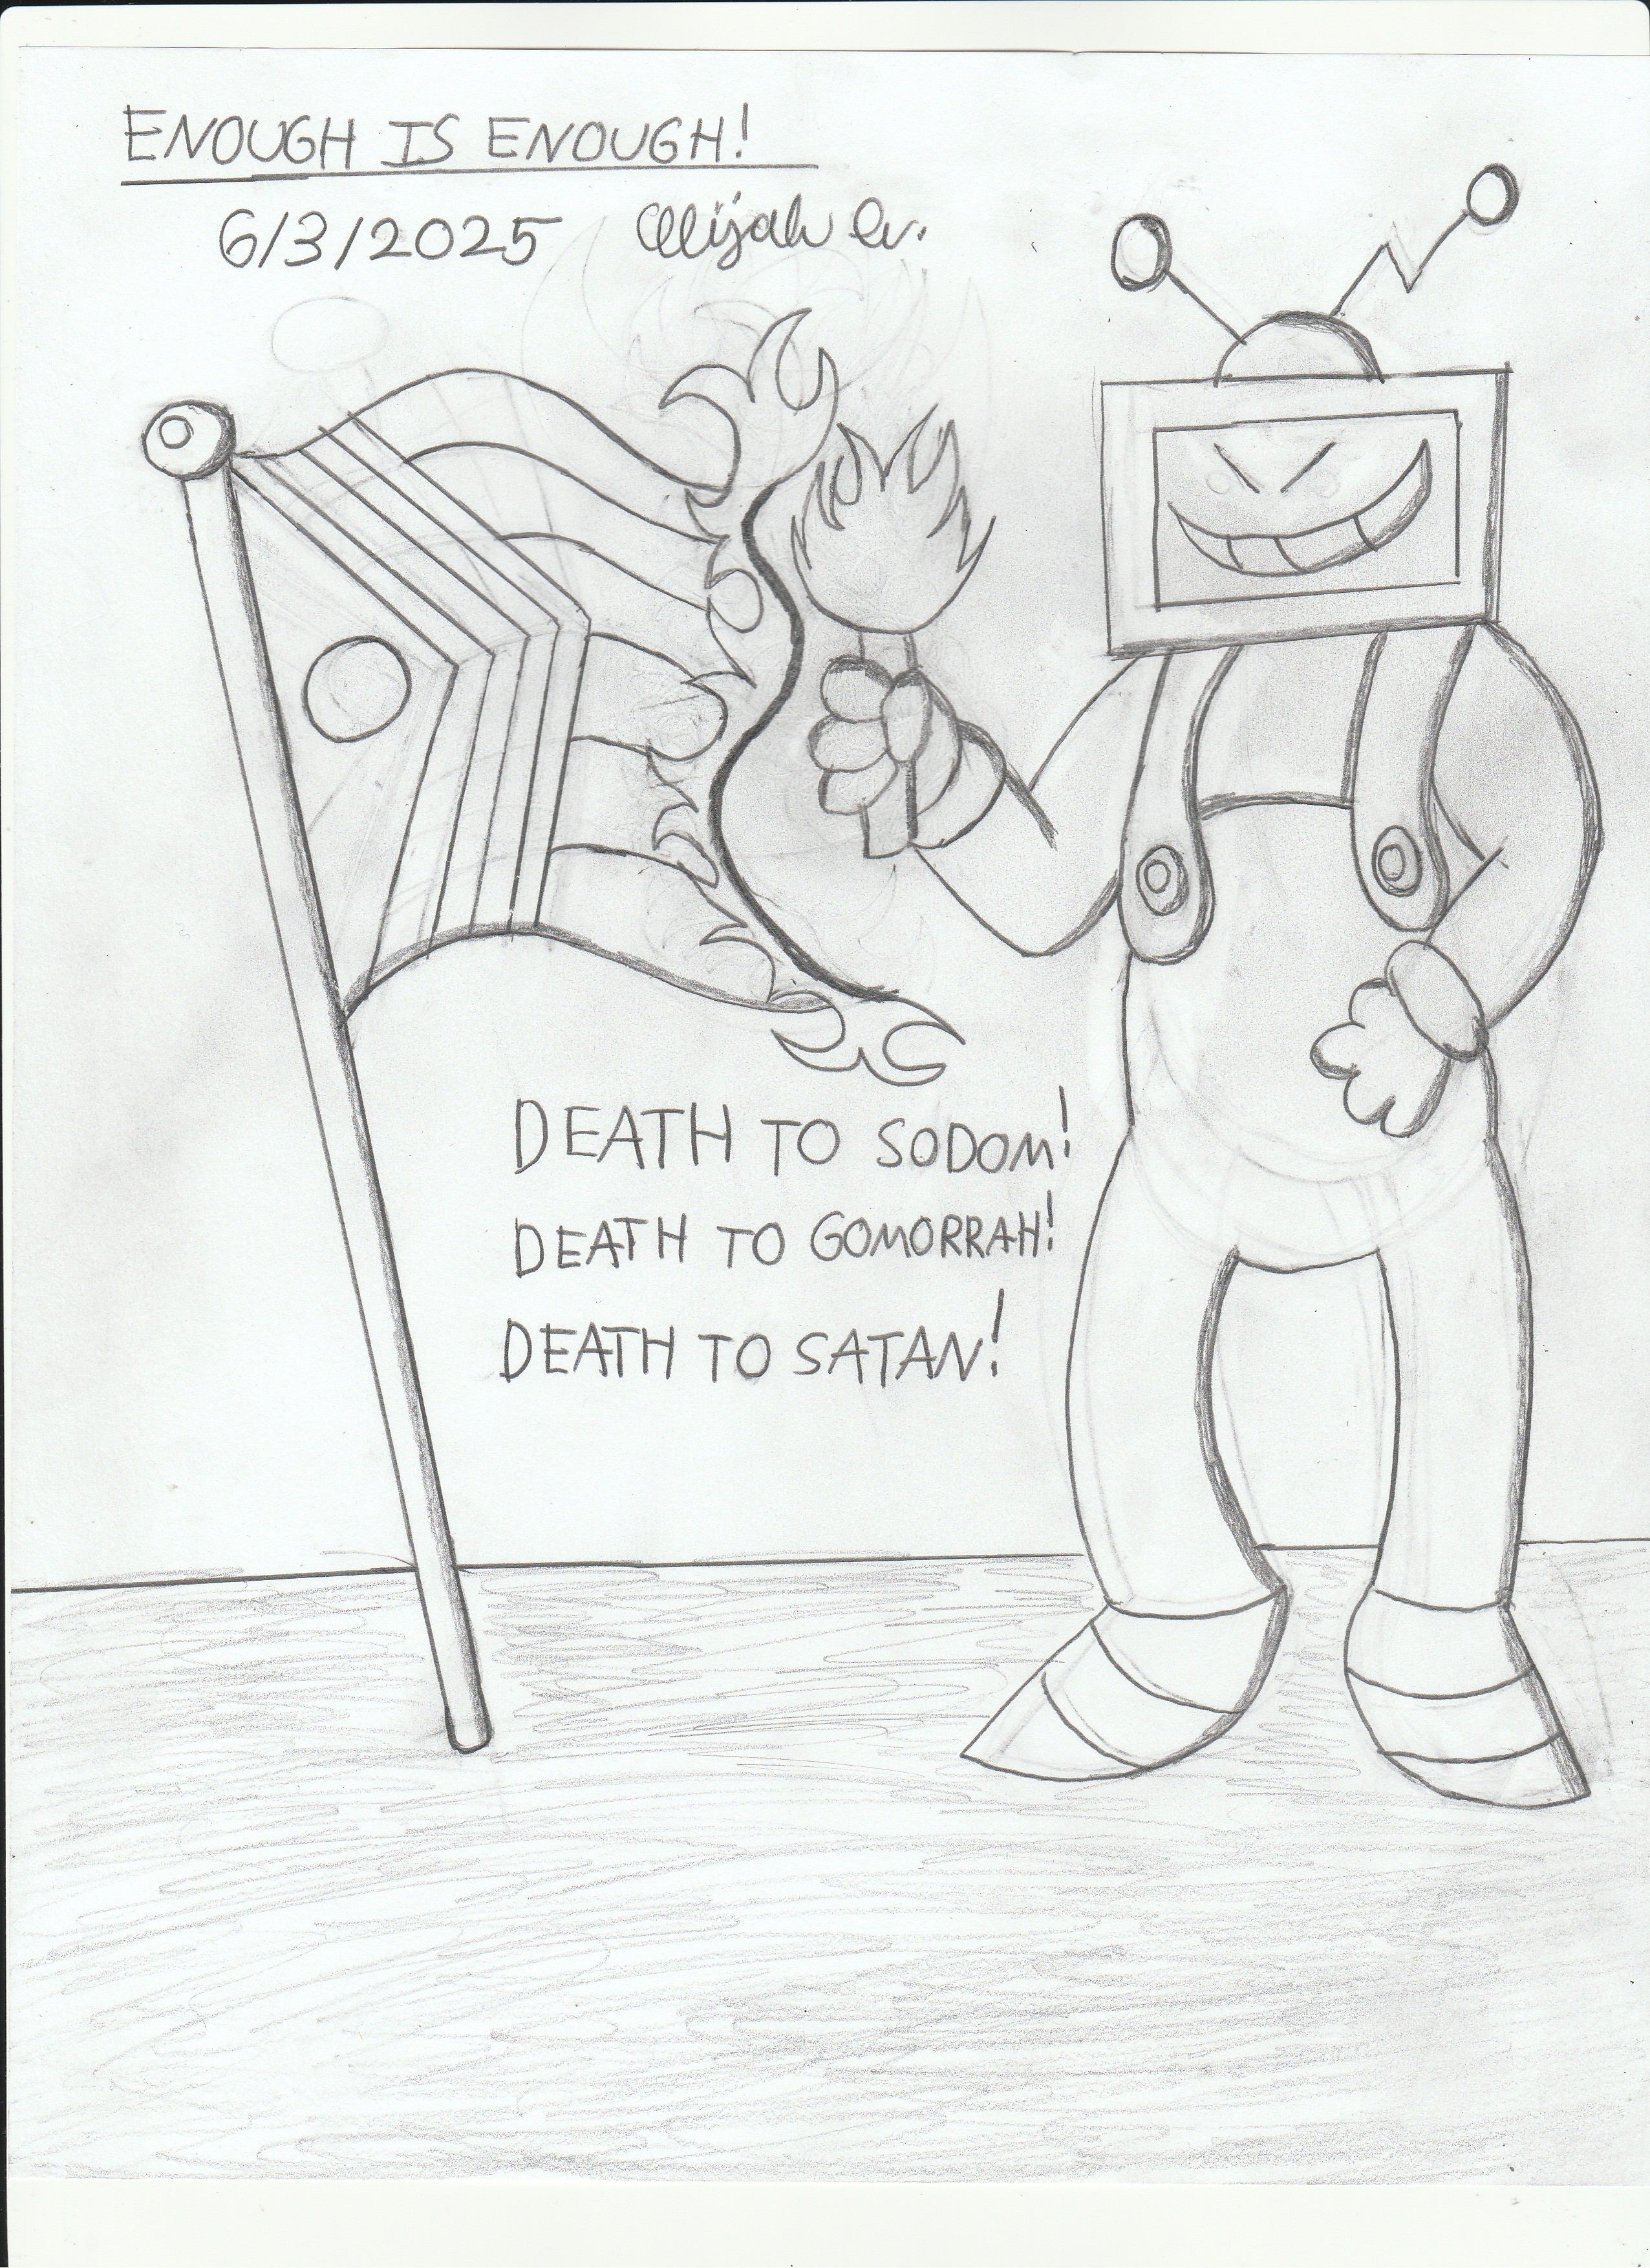 ENOUGH IS ENOUGH!
6/3/2025 Elijah
DEATH TO SODOM!
DEATH TO GOMORRAH!
DEATH TO SATAN!